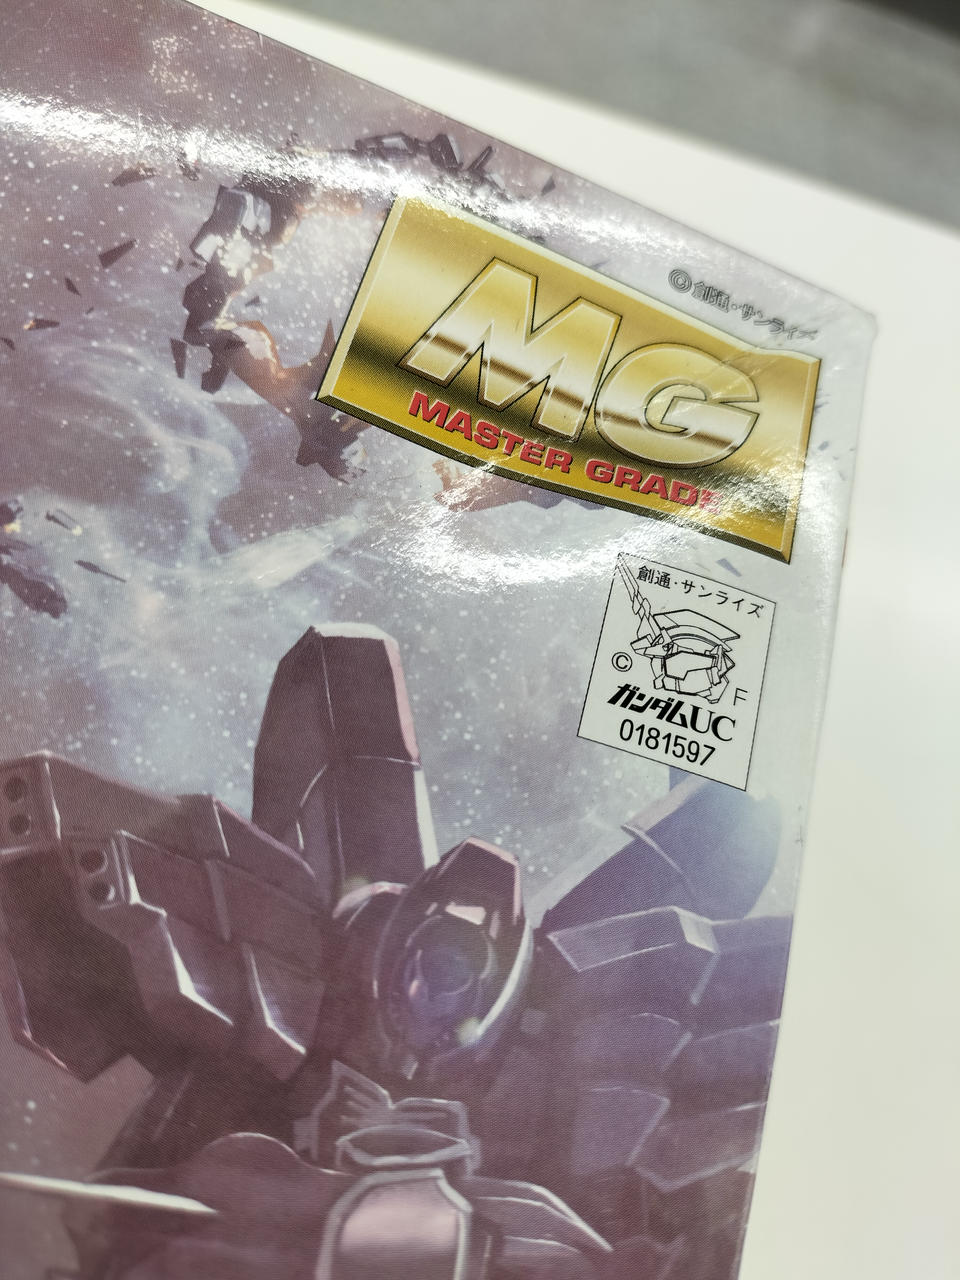 ©創通・サンライズ
MG
MASTER GRADE
創通・サンライズ
©
F
ガンダムUC
0181597